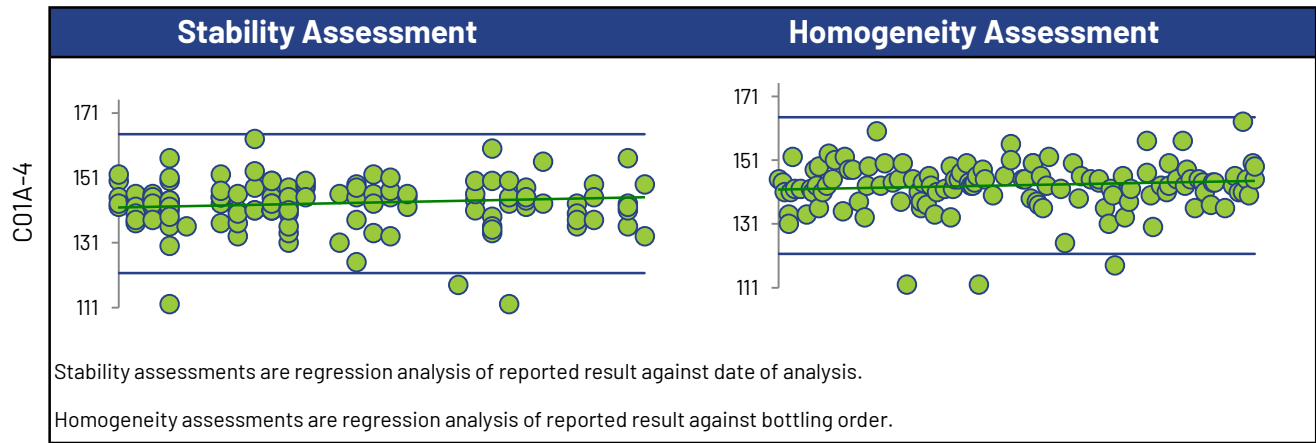 Stability Assessment
Homogeneity Assessment
C01A-4
171
151
131
111
171
151
131
111
Stability assessments are regression analysis of reported result against date of analysis.
Homogeneity assessments are regression analysis of reported result against bottling order.